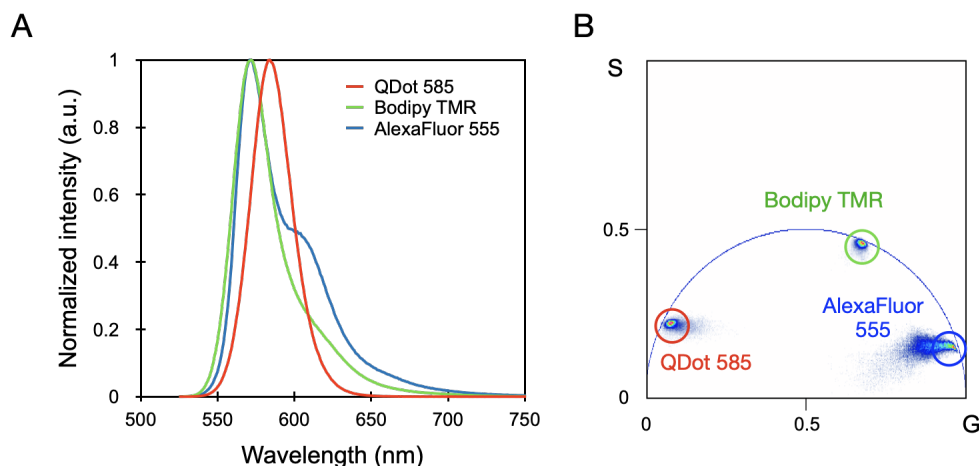 A
B
Normalized intensity (a.u.)
1
0.8
0.6
0.4
0.2
0
500
550
600
650
700
750
Wavelength (nm)
QDot 585
Bodipy TMR
AlexaFluor 555
S
0.5
0
Bodipy TMR
AlexaFluor
555
QDot 585
0
0.5
G